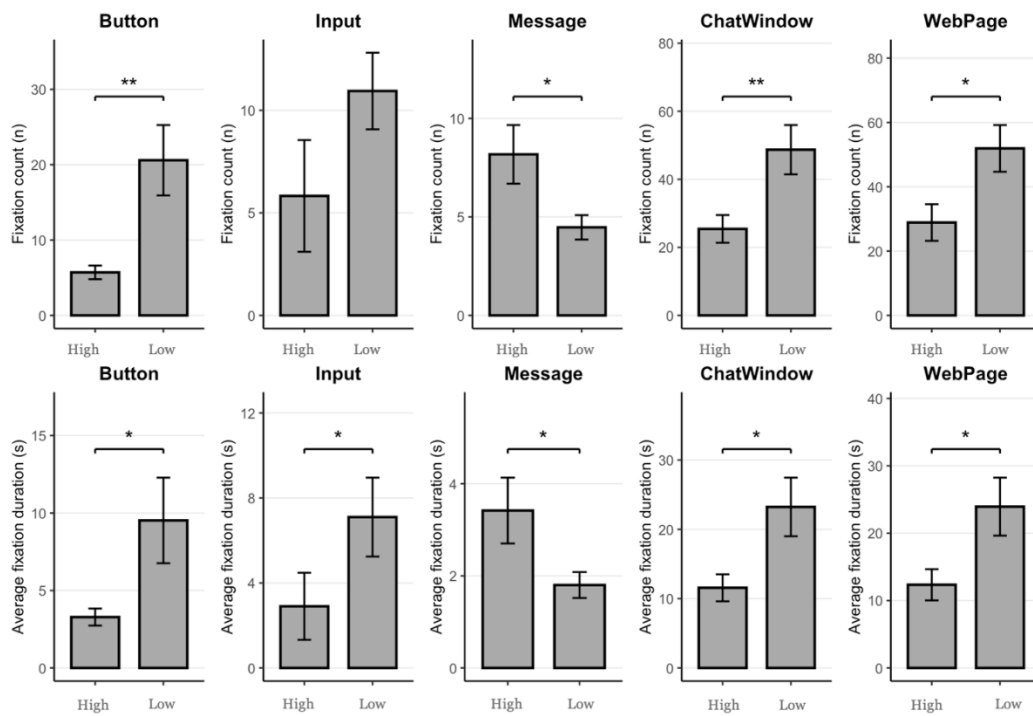 Button Input Message ChatWindow WebPage
Fixation count (n)
30
20
10
0
**
High Low
Fixation count (n)
10
5
0
High Low
Fixation count (n)
10
5
0
*
High Low
Fixation count (n)
80
60
40
20
0
**
High Low
Fixation count (n)
80
60
40
20
0
*
High Low
Button Input Message ChatWindow WebPage
Average fixation duration (s)
15
10
5
0
*
High Low
Average fixation duration (s)
12
9
6
3
0
*
High Low
Average fixation duration (s)
4
2
0
*
High Low
Average fixation duration (s)
30
20
10
0
*
High Low
Average fixation duration (s)
40
30
20
10
0
*
High Low